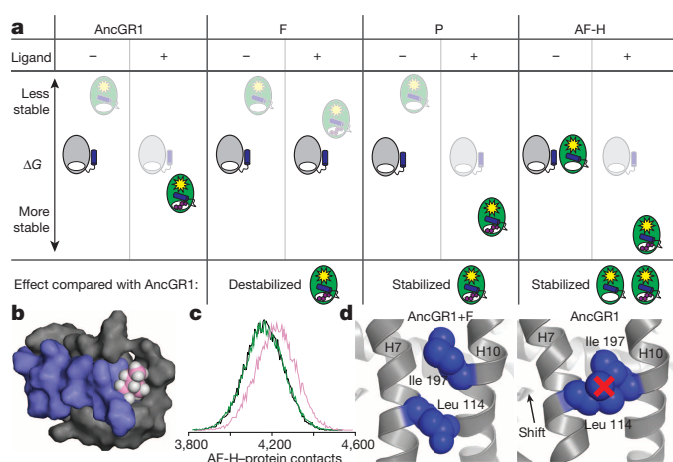 a
AncGR1 F P AF-H
Ligand – + – + – + – +
Less
stable
ΔG
More
stable
Effect compared with AncGR1: Destabilized Stabilized Stabilized
b c d
AncGR1+F AncGR1
H7 H10 H7 H10
Ile 197 Ile 197
Leu 114 Leu 114
Shift
3,800 4,200 4,600
AF-H–protein contacts